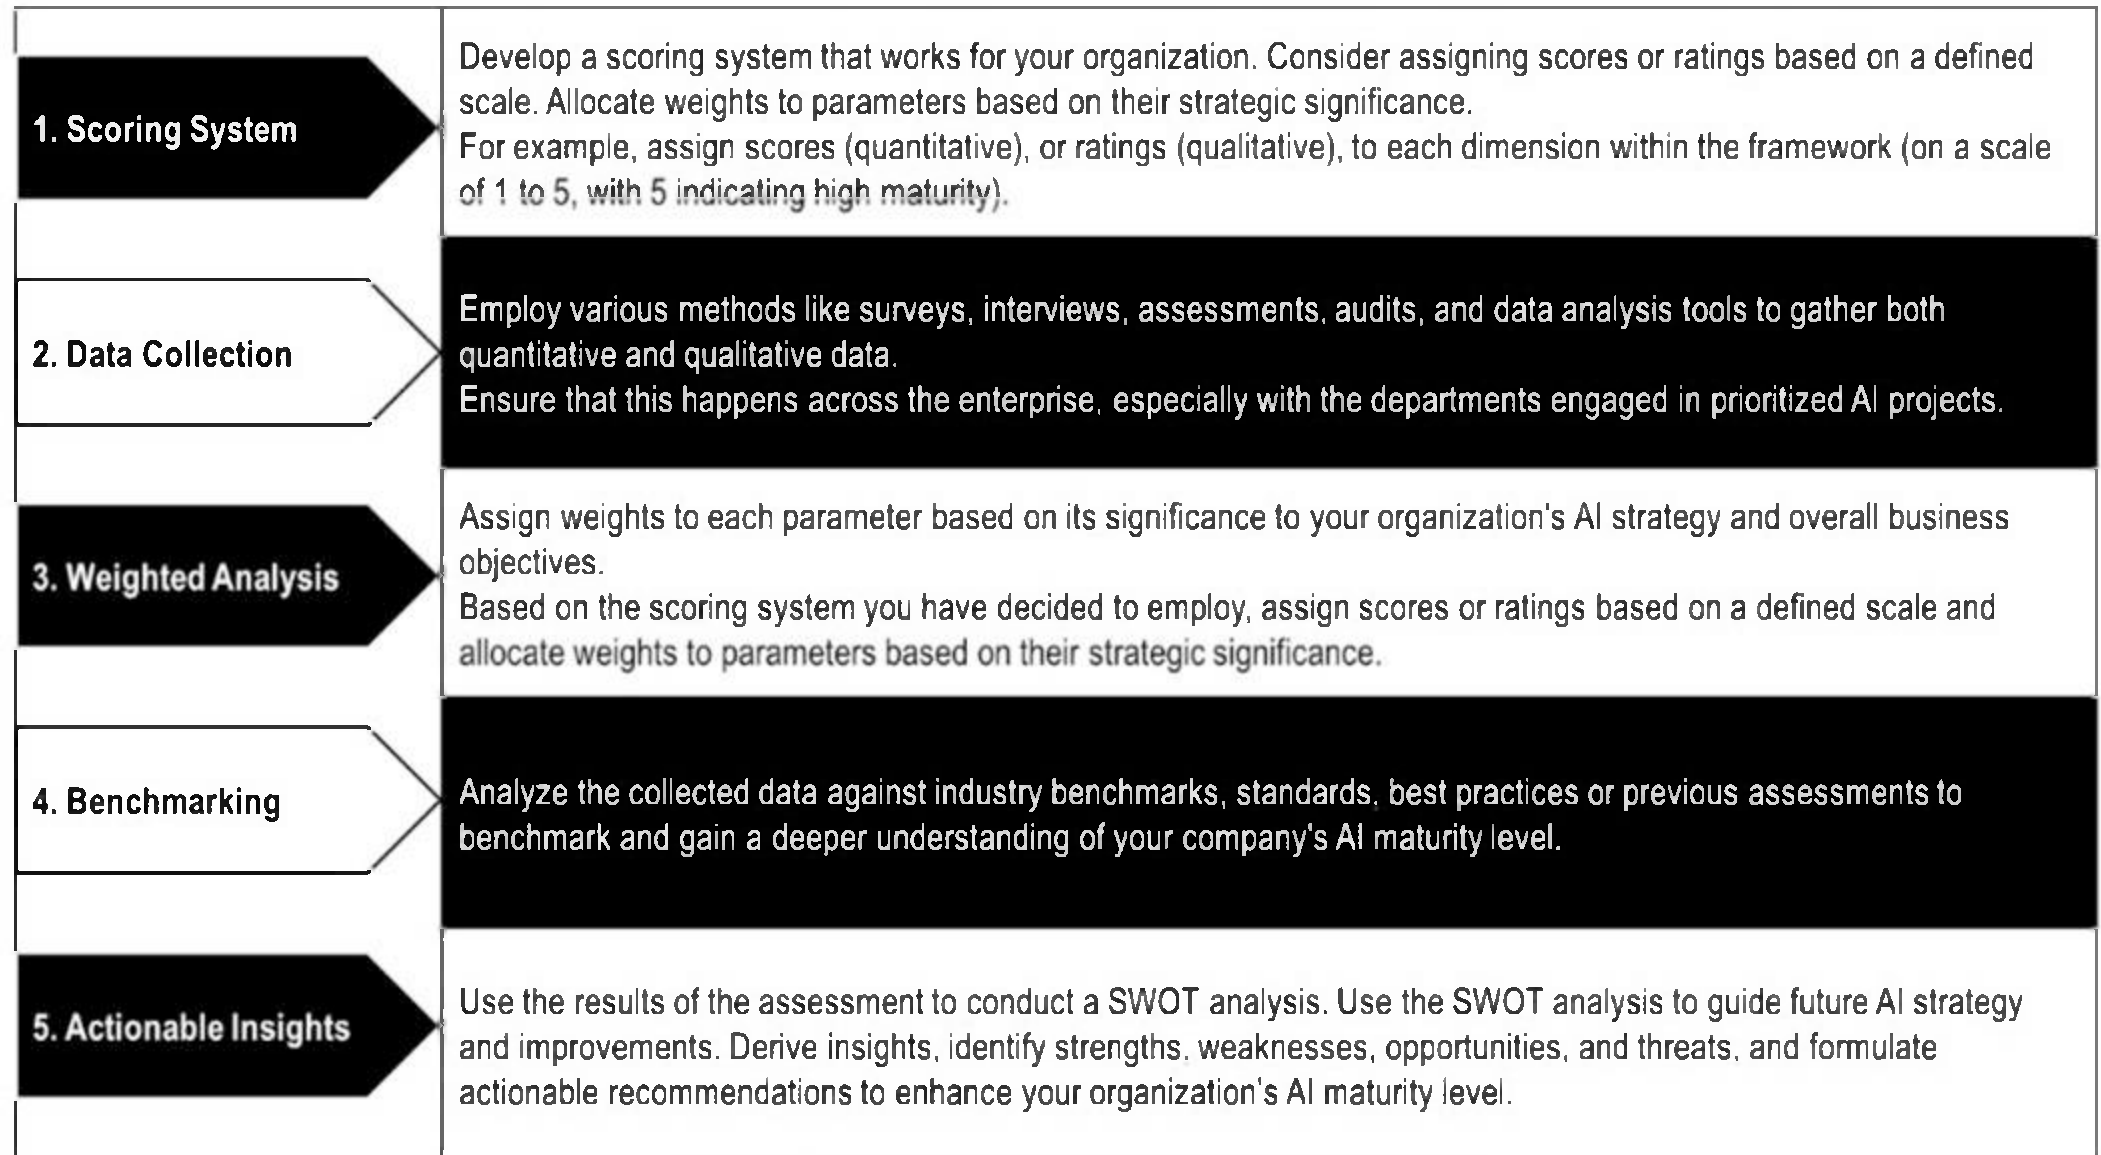 1. Scoring System
Develop a scoring system that works for your organization. Consider assigning scores or ratings based on a defined
scale. Allocate weights to parameters based on their strategic significance.
For example, assign scores (quantitative), or ratings (qualitative), to each dimension within the framework (on a scale
of 1 to 5, with 5 indicating high maturity).
2. Data Collection
Employ various methods like surveys, interviews, assessments, audits, and data analysis tools to gather both
quantitative and qualitative data.
Ensure that this happens across the enterprise, especially with the departments engaged in prioritized AI projects.
3. Weighted Analysis
Assign weights to each parameter based on its significance to your organization's AI strategy and overall business
objectives.
Based on the scoring system you have decided to employ, assign scores or ratings based on a defined scale and
allocate weights to parameters based on their strategic significance.
4. Benchmarking
Analyze the collected data against industry benchmarks, standards, best practices or previous assessments to
benchmark and gain a deeper understanding of your company's AI maturity level.
5. Actionable Insights
Use the results of the assessment to conduct a SWOT analysis. Use the SWOT analysis to guide future AI strategy
and improvements. Derive insights, identify strengths, weaknesses, opportunities, and threats, and formulate
actionable recommendations to enhance your organization's AI maturity level.